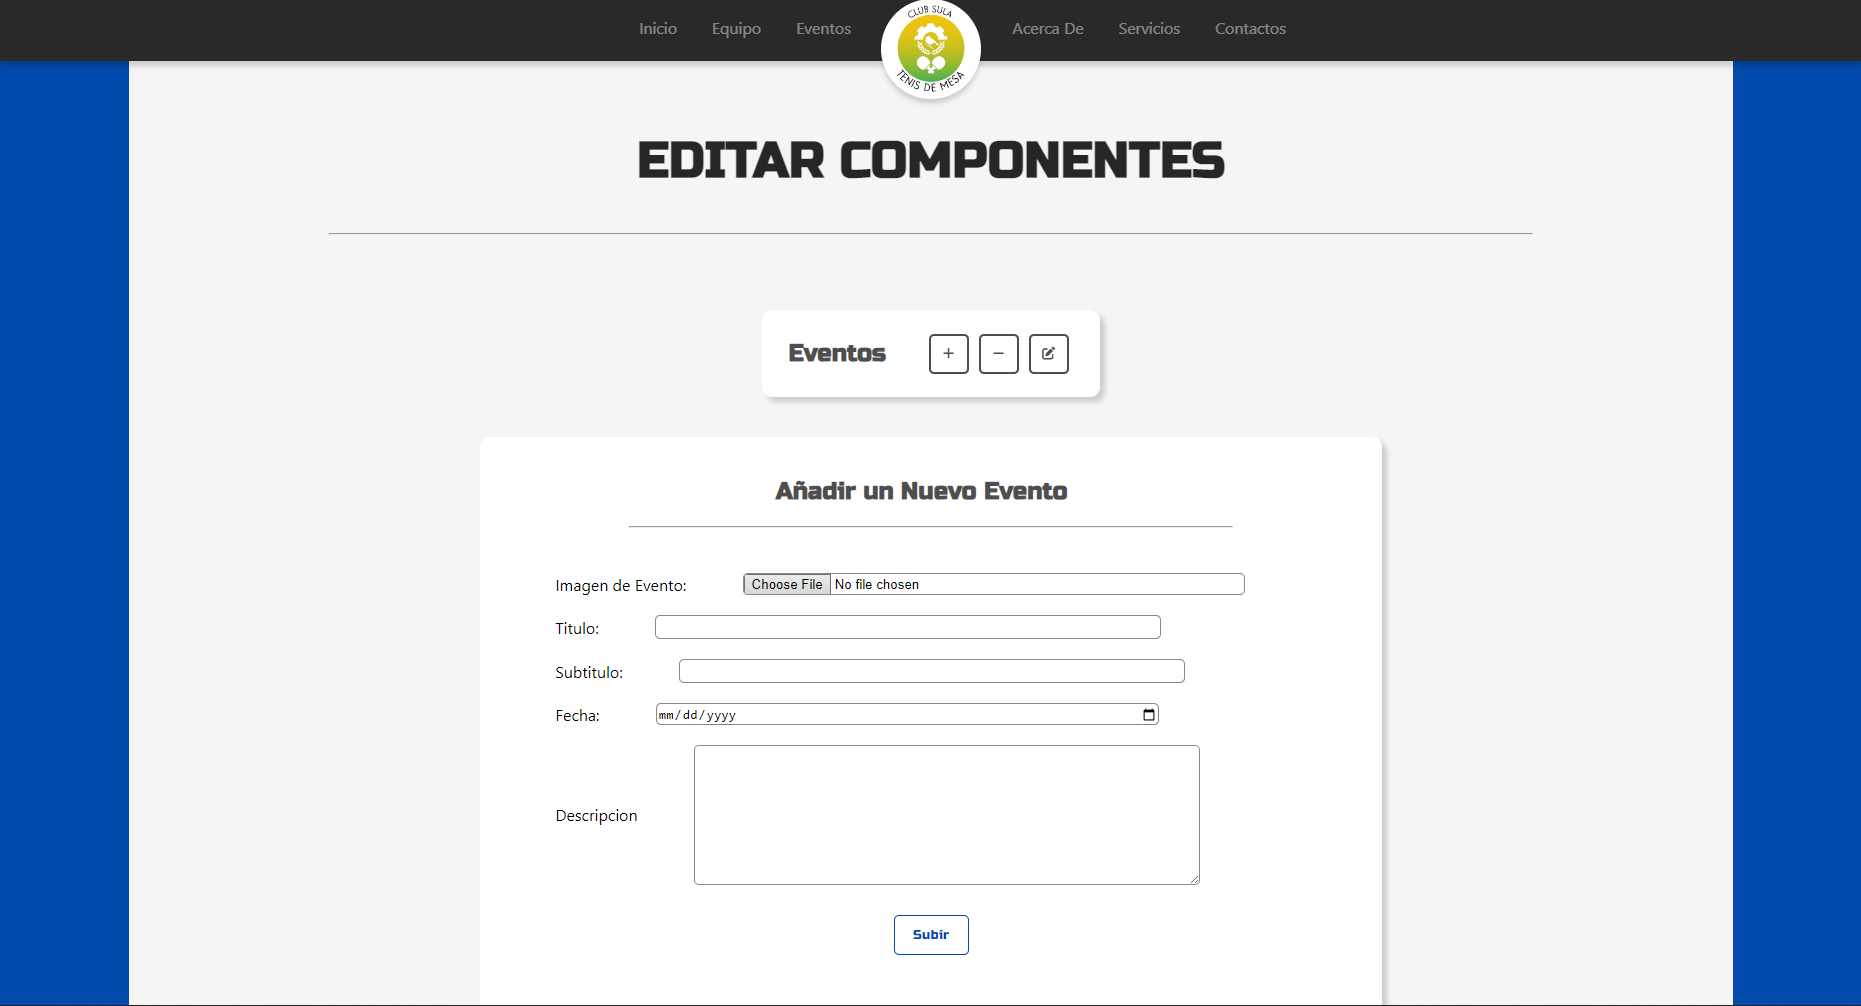 Inicio Equipo Eventos CLUB SULA TENIS DE MESA Acerca De Servicios Contactos
EDITAR COMPONENTES
Eventos + −
Añadir un Nuevo Evento
Imagen de Evento: Choose File No file chosen
Titulo:
Subtitulo:
Fecha: mm/dd/yyyy
Descripcion
Subir